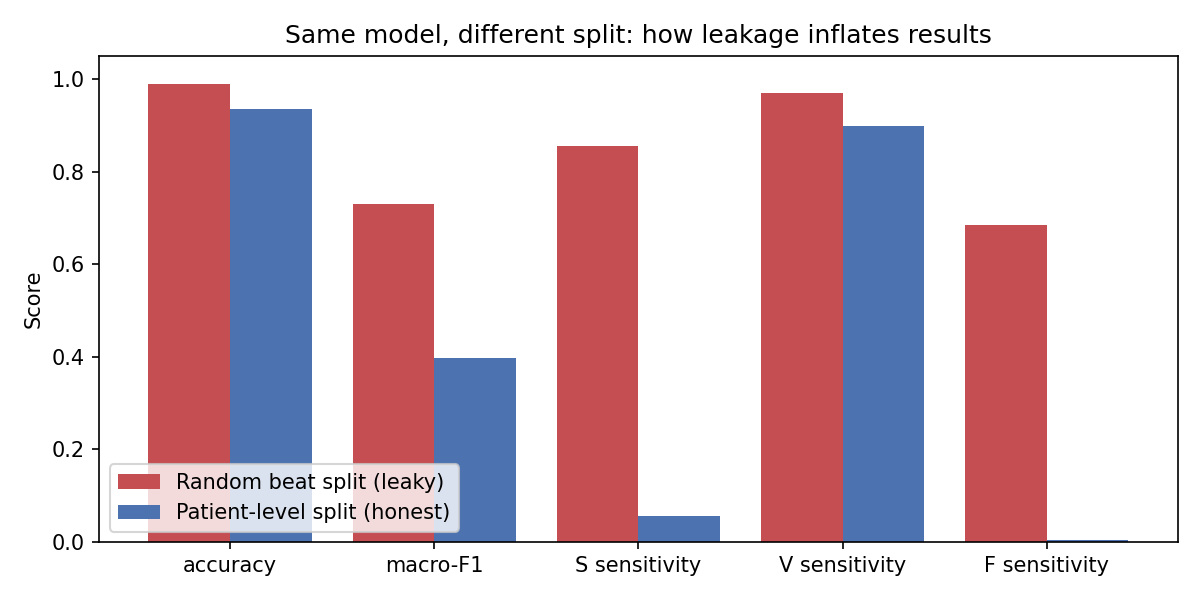 Same model, different split: how leakage inflates results
Score
1.0
0.8
0.6
0.4
0.2
0.0
Random beat split (leaky)
Patient-level split (honest)
accuracy macro-F1 S sensitivity V sensitivity F sensitivity